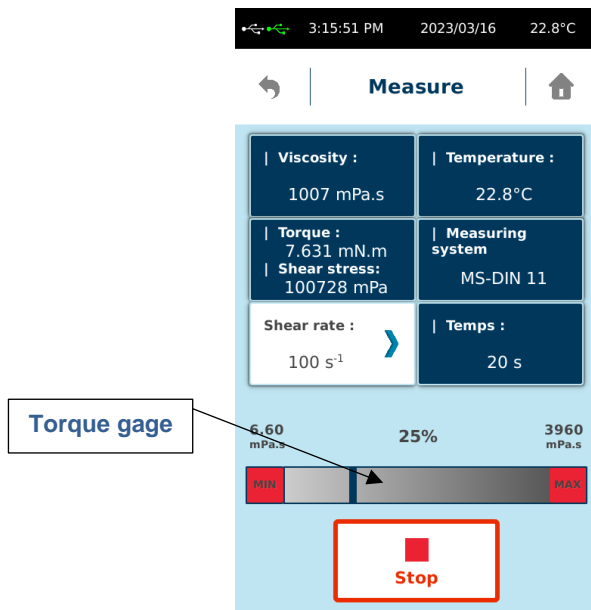 3:15:51 PM 2023/03/16 22.8°C
Measure
| Viscosity :
1007 mPa.s
| Temperature :
22.8°C
| Torque :
7.631 mN.m
| Shear stress:
100728 mPa
| Measuring
system
MS-DIN 11
Shear rate :
100 s⁻¹
| Temps :
20 s
Torque gage
6.60
mPa.s
25%
3960
mPa.s
MIN
MAX
Stop